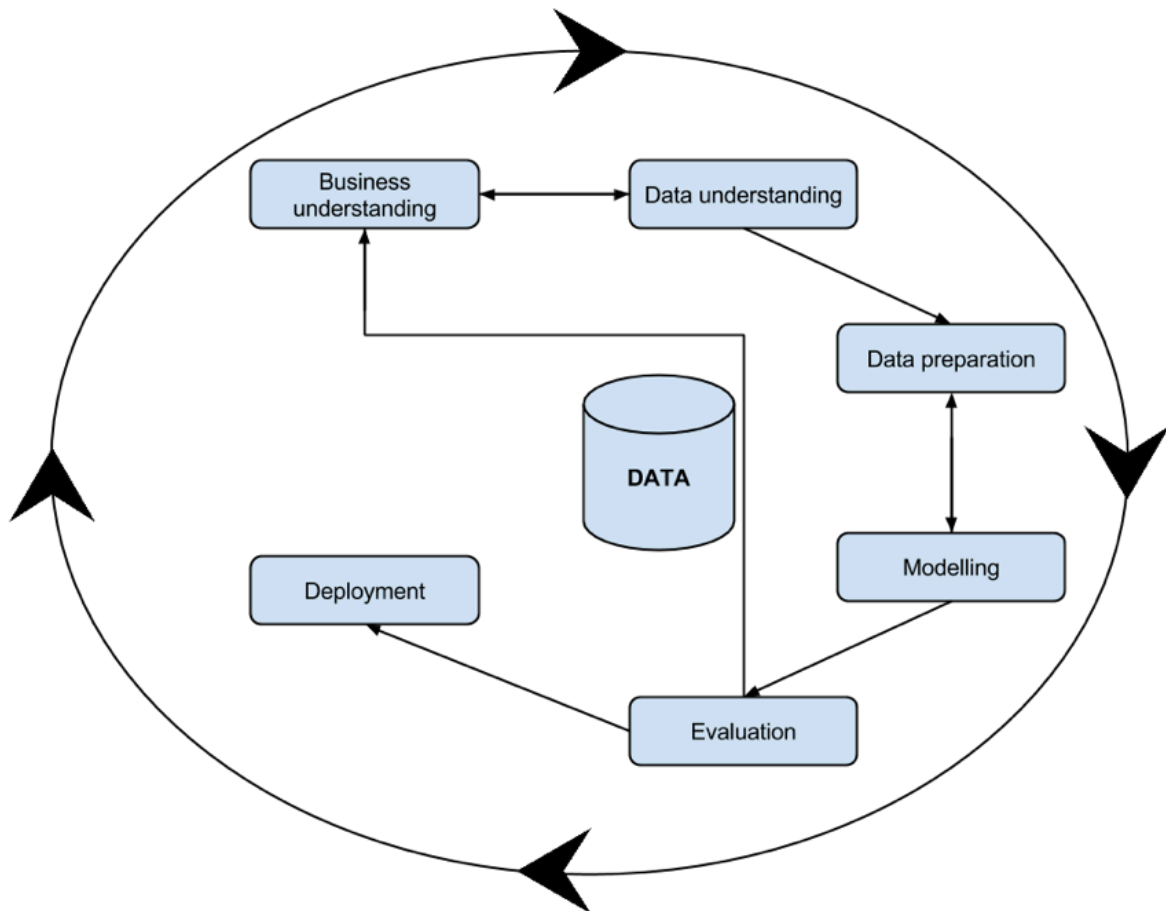 Business
understanding
Data understanding
Data preparation
DATA
Modelling
Deployment
Evaluation